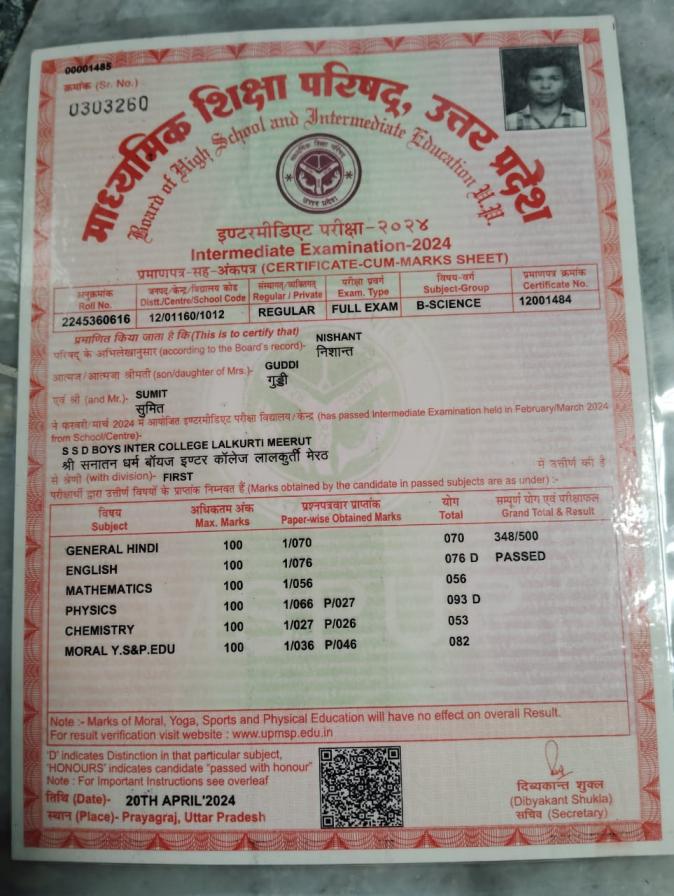 00001485
क्रमांक (Sr. No.)
0303260
माध्यमिक शिक्षा परिषद्, उत्तर प्रदेश
Board of High School and Intermediate Education U.P.
माध्यमिक शिक्षा परिषद्
उत्तर प्रदेश
इण्टरमीडिएट परीक्षा-२०२४
Intermediate Examination-2024
प्रमाणपत्र-सह-अंकपत्र (CERTIFICATE-CUM-MARKS SHEET)
अनुक्रमांक जनपद/केन्द्र/विद्यालय कोड संस्थागत/व्यक्तिगत परीक्षा प्रवर्ग विषय-वर्ग प्रमाणपत्र क्रमांक
Roll No. Distt./Centre/School Code Regular / Private Exam. Type Subject-Group Certificate No.
2245360616 12/01160/1012 REGULAR FULL EXAM B-SCIENCE 12001484
प्रमाणित किया जाता है कि (This is to certify that) NISHANT
परिषद् के अभिलेखानुसार (according to the Board's record)- निशान्त
GUDDI
आत्मज/आत्मजा श्रीमती (son/daughter of Mrs.)- गुड्डी
एवं श्री (and Mr.)- SUMIT
सुमित
ने फरवरी/मार्च 2024 में आयोजित इण्टरमीडिएट परीक्षा विद्यालय/केन्द्र (has passed Intermediate Examination held in February/March 2024
from School/Centre)-
S S D BOYS INTER COLLEGE LALKURTI MEERUT
श्री सनातन धर्म बॉयज इण्टर कॉलेज लालकुर्ती मेरठ
से श्रेणी (with division)- FIRST में उत्तीर्ण की है
परीक्षार्थी द्वारा उत्तीर्ण विषयों के प्राप्तांक निम्नवत हैं (Marks obtained by the candidate in passed subjects are as under) :-
विषय अधिकतम अंक प्रश्नपत्रवार प्राप्तांक योग सम्पूर्ण योग एवं परीक्षाफल
Subject Max. Marks Paper-wise Obtained Marks Total Grand Total & Result
GENERAL HINDI 100 1/070 070 348/500
ENGLISH 100 1/076 076 D PASSED
MATHEMATICS 100 1/056 056
PHYSICS 100 1/066 P/027 093 D
CHEMISTRY 100 1/027 P/026 053
MORAL Y.S&P.EDU 100 1/036 P/046 082
Note :- Marks of Moral, Yoga, Sports and Physical Education will have no effect on overall Result.
For result verification visit website : www.upmsp.edu.in
'D' indicates Distinction in that particular subject,
'HONOURS' indicates candidate "passed with honour"
Note : For Important Instructions see overleaf
तिथि (Date)- 20TH APRIL'2024
स्थान (Place)- Prayagraj, Uttar Pradesh
दिव्यकान्त शुक्ल
(Dibyakant Shukla)
सचिव (Secretary)